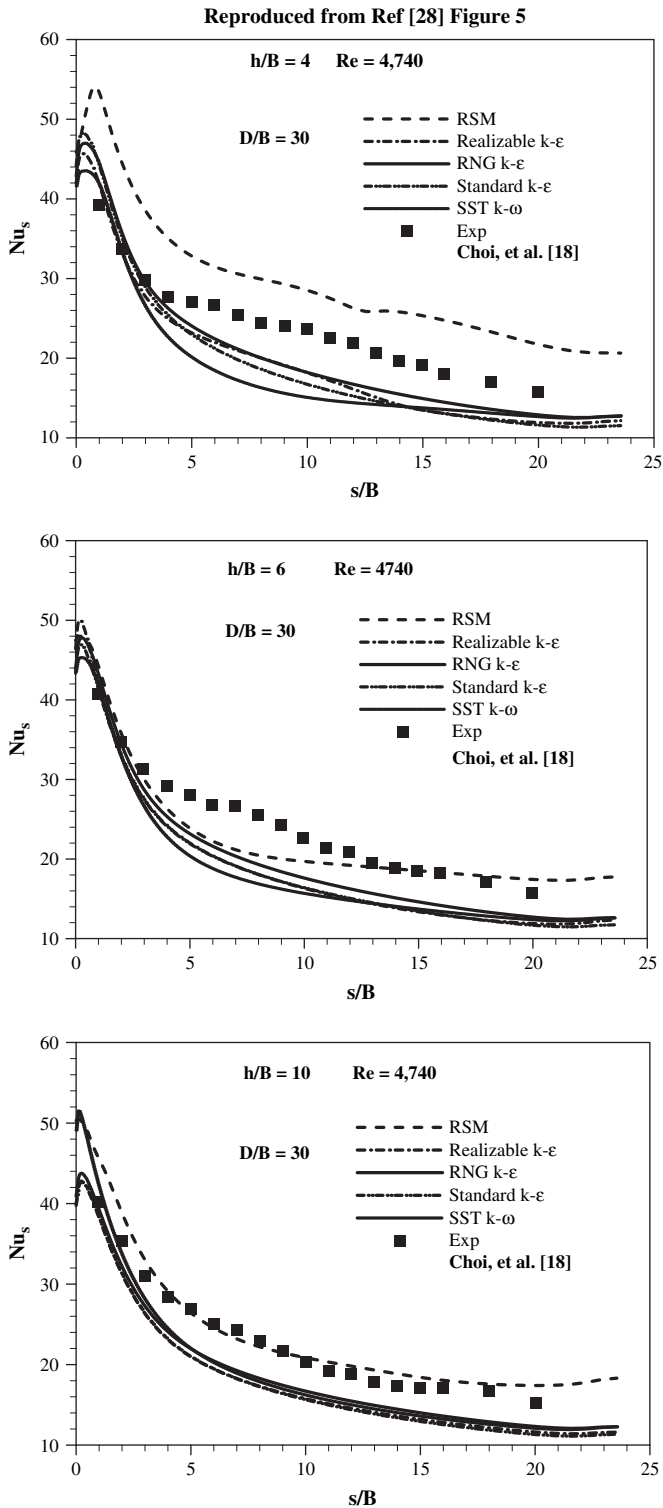 Reproduced from Ref [28] Figure 5
60
h/B = 4 Re = 4,740
RSM
50
D/B = 30
Realizable k-ε
RNG k-ε
Standard k-ε
40
SST k-ω
Exp
Choi, et al. [18]
Nus
30
20
10
0 5 10 15 20 25
s/B
60
h/B = 6 Re = 4740
50
RSM
D/B = 30
Realizable k-ε
RNG k-ε
Standard k-ε
40
SST k-ω
Exp
Choi, et al. [18]
Nus
30
20
10
0 5 10 15 20 25
s/B
60
h/B = 10 Re = 4,740
50
RSM
D/B = 30
Realizable k-ε
RNG k-ε
Standard k-ε
40
SST k-ω
Exp
Choi, et al. [18]
Nus
30
20
10
0 5 10 15 20 25
s/B